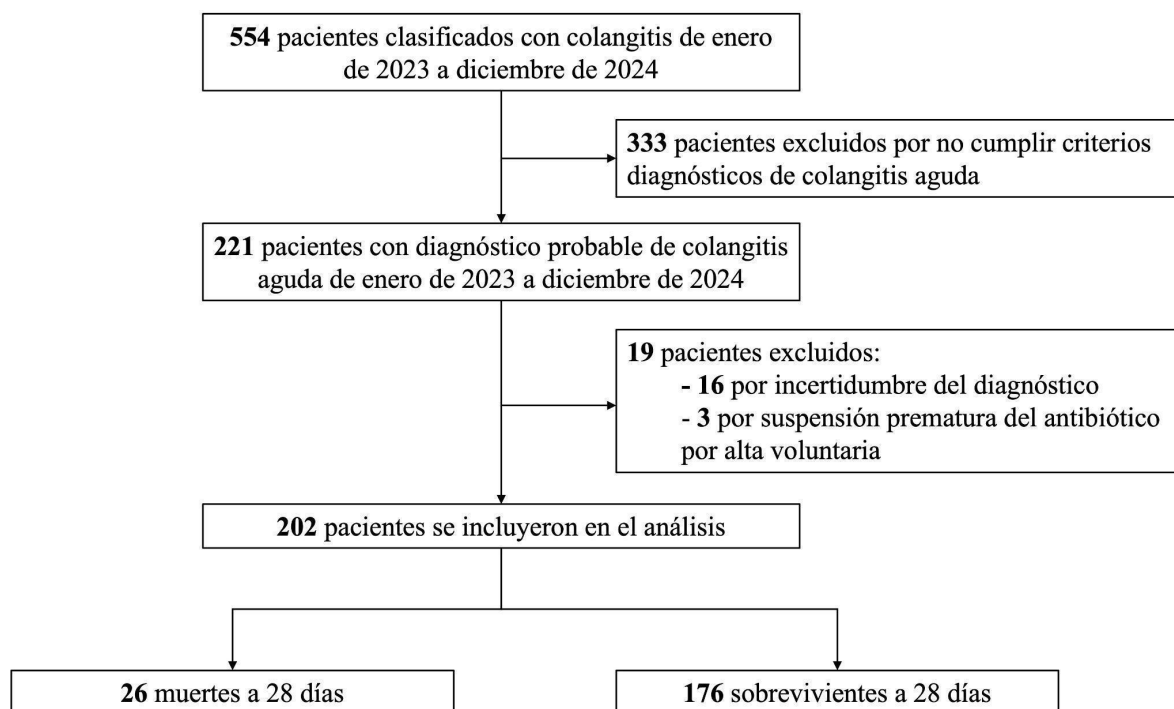 554 pacientes clasificados con colangitis de enero
de 2023 a diciembre de 2024
333 pacientes excluidos por no cumplir criterios
diagnósticos de colangitis aguda
221 pacientes con diagnóstico probable de colangitis
aguda de enero de 2023 a diciembre de 2024
19 pacientes excluidos:
- 16 por incertidumbre del diagnóstico
- 3 por suspensión prematura del antibiótico
por alta voluntaria
202 pacientes se incluyeron en el análisis
26 muertes a 28 días
176 sobrevivientes a 28 días